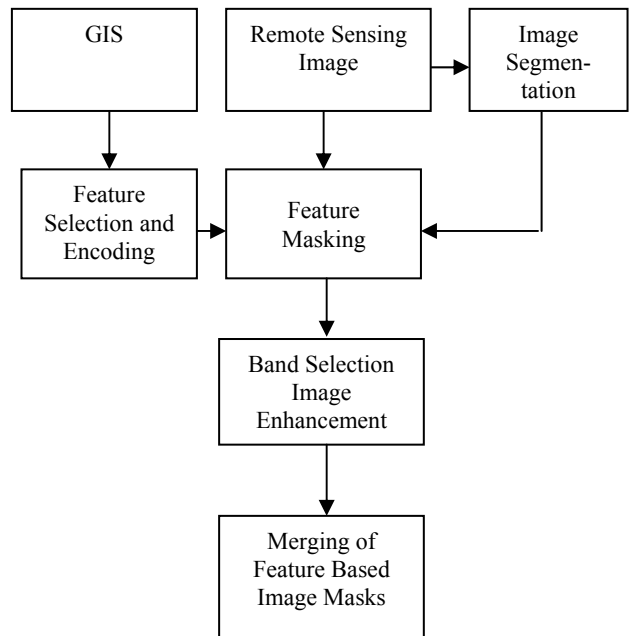 GIS
Remote Sensing
Image
Image
Segmen-
tation
Feature
Selection and
Encoding
Feature
Masking
Band Selection
Image
Enhancement
Merging of
Feature Based
Image Masks